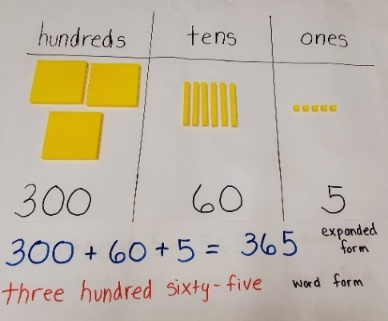 hundreds tens ones
300 60 5
300 + 60 + 5 = 365 expanded form
three hundred sixty-five word form